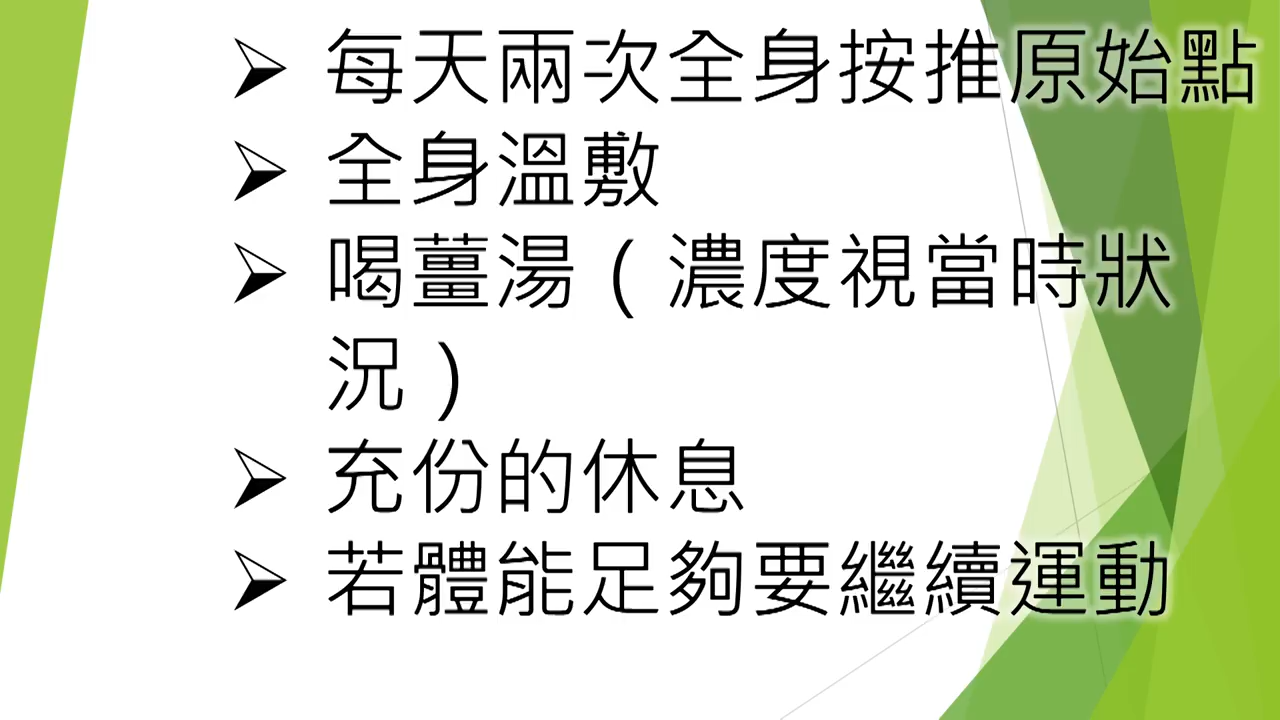 每天兩次全身按推原始點
全身溫敷
喝薑湯（濃度視當時狀
況）
充份的休息
若體能足夠要繼續運動